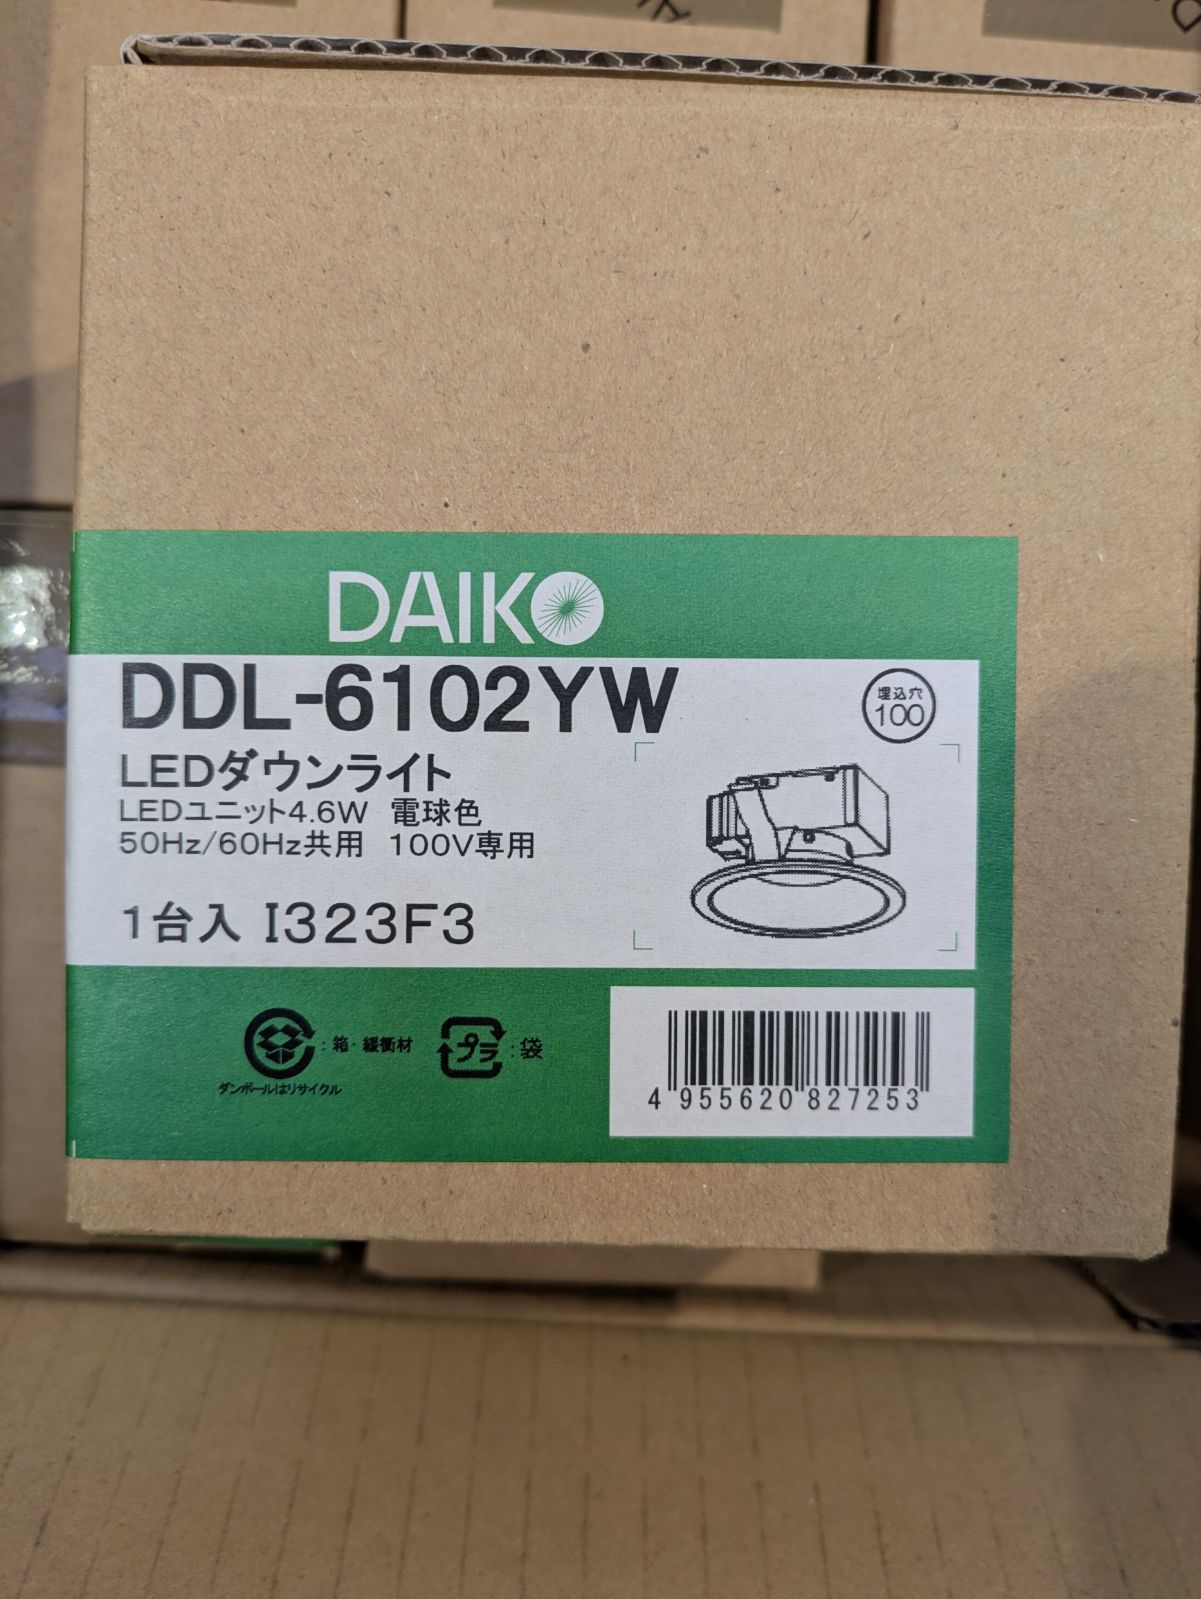 DAIKO
DDL-6102YW
埋込穴
100
LEDダウンライト
LEDユニット4.6W 電球色
50Hz/60Hz共用 100V専用
1台入 I323F3
:箱・緩衝材
ダンボールはリサイクル
プラ:袋
4 955620 827253